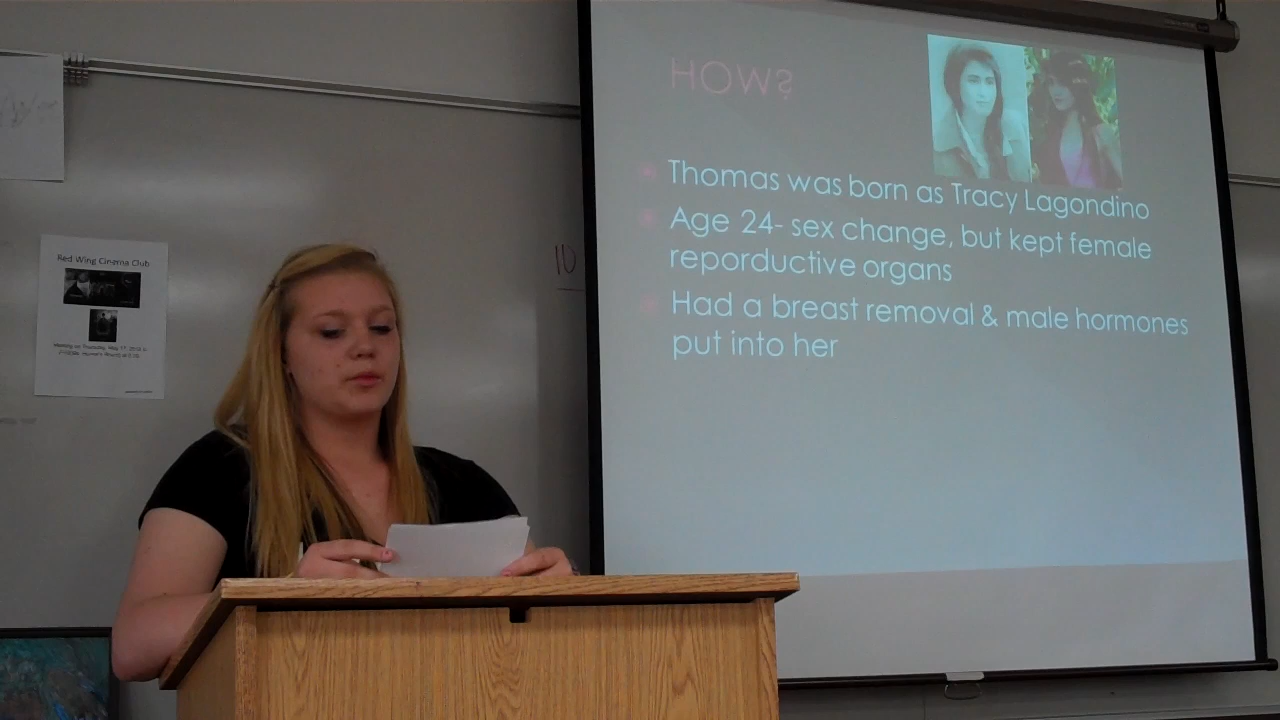 HOW?
Thomas was born as Tracy Lagondino
Age 24- sex change, but kept female
reporductive organs
Had a breast removal & male hormones
put into her
Red Wing Cinema Club
10